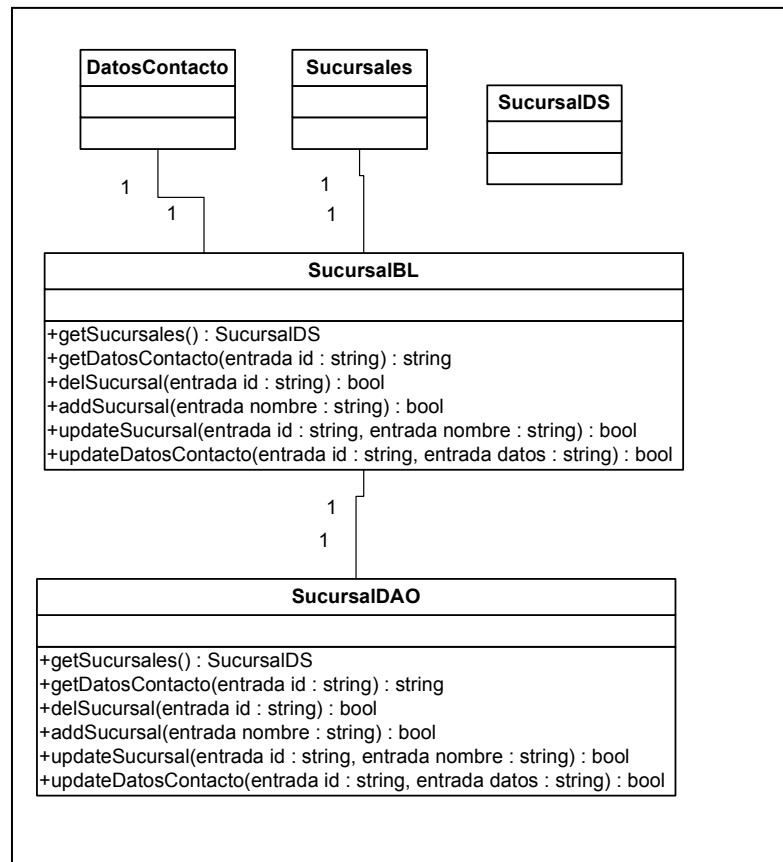 DatosContacto
Sucursales
SucursalDS
1
1
1
1
SucursalBL
+getSucursales() : SucursalDS
+getDatosContacto(entrada id : string) : string
+delSucursal(entrada id : string) : bool
+addSucursal(entrada nombre : string) : bool
+updateSucursal(entrada id : string, entrada nombre : string) : bool
+updateDatosContacto(entrada id : string, entrada datos : string) : bool
1
1
SucursalDAO
+getSucursales() : SucursalDS
+getDatosContacto(entrada id : string) : string
+delSucursal(entrada id : string) : bool
+addSucursal(entrada nombre : string) : bool
+updateSucursal(entrada id : string, entrada nombre : string) : bool
+updateDatosContacto(entrada id : string, entrada datos : string) : bool